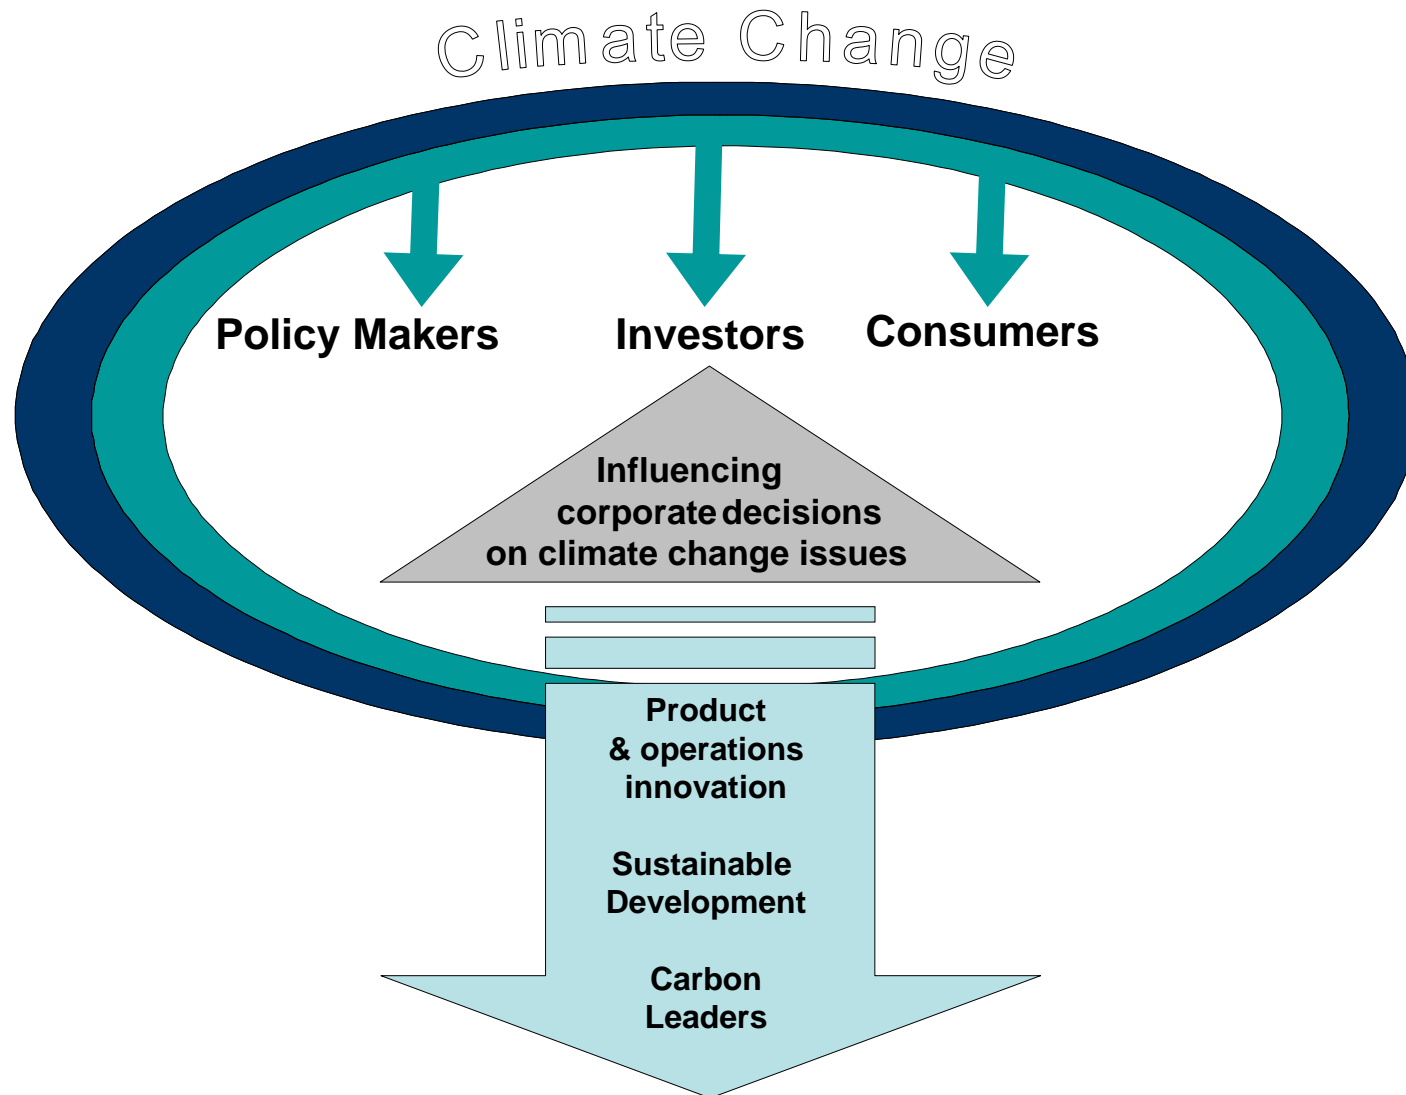 Climate Change
Policy Makers
Investors
Consumers
Influencing
corporate decisions
on climate change issues
Product
& operations
innovation
Sustainable
Development
Carbon
Leaders